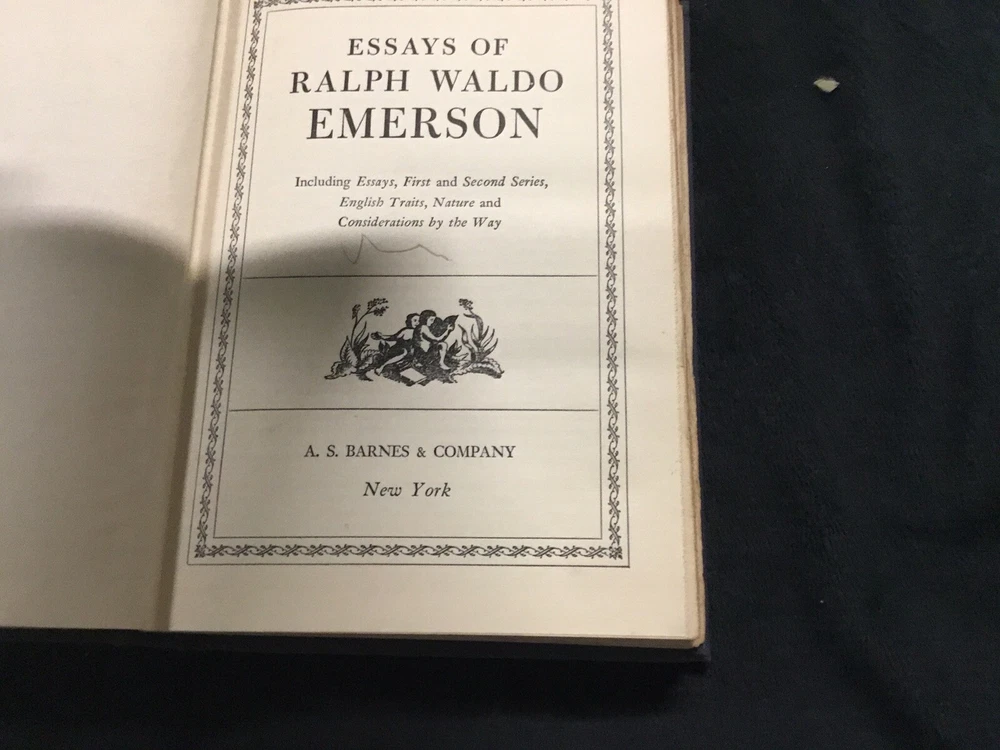 ESSAYS OF
RALPH WALDO
EMERSON
Including Essays, First and Second Series,
English Traits, Nature and
Considerations by the Way
A. S. BARNES & COMPANY
New York